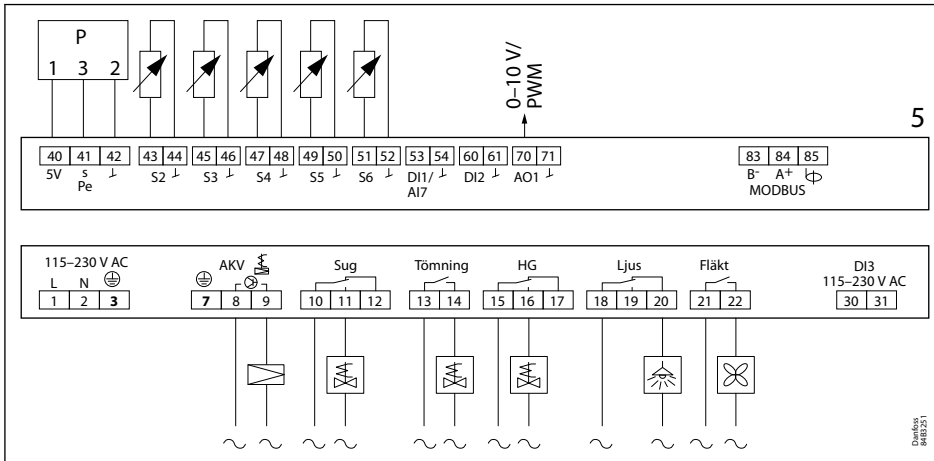 P
1 3 2
0–10 V/
PWM
5
40 41 42 43 44 45 46 47 48 49 50 51 52 53 54 60 61 70 71 83 84 85
5V s S2 S3 S4 S5 S6 DI1/ DI2 AO1 B- A+
Pe AI7 MODBUS
115–230 V AC AKV Sug Tömning HG Ljus Fläkt DI3
L N 115–230 V AC
1 2 3 7 8 9 10 11 12 13 14 15 16 17 18 19 20 21 22 30 31
Danfoss
84B3251